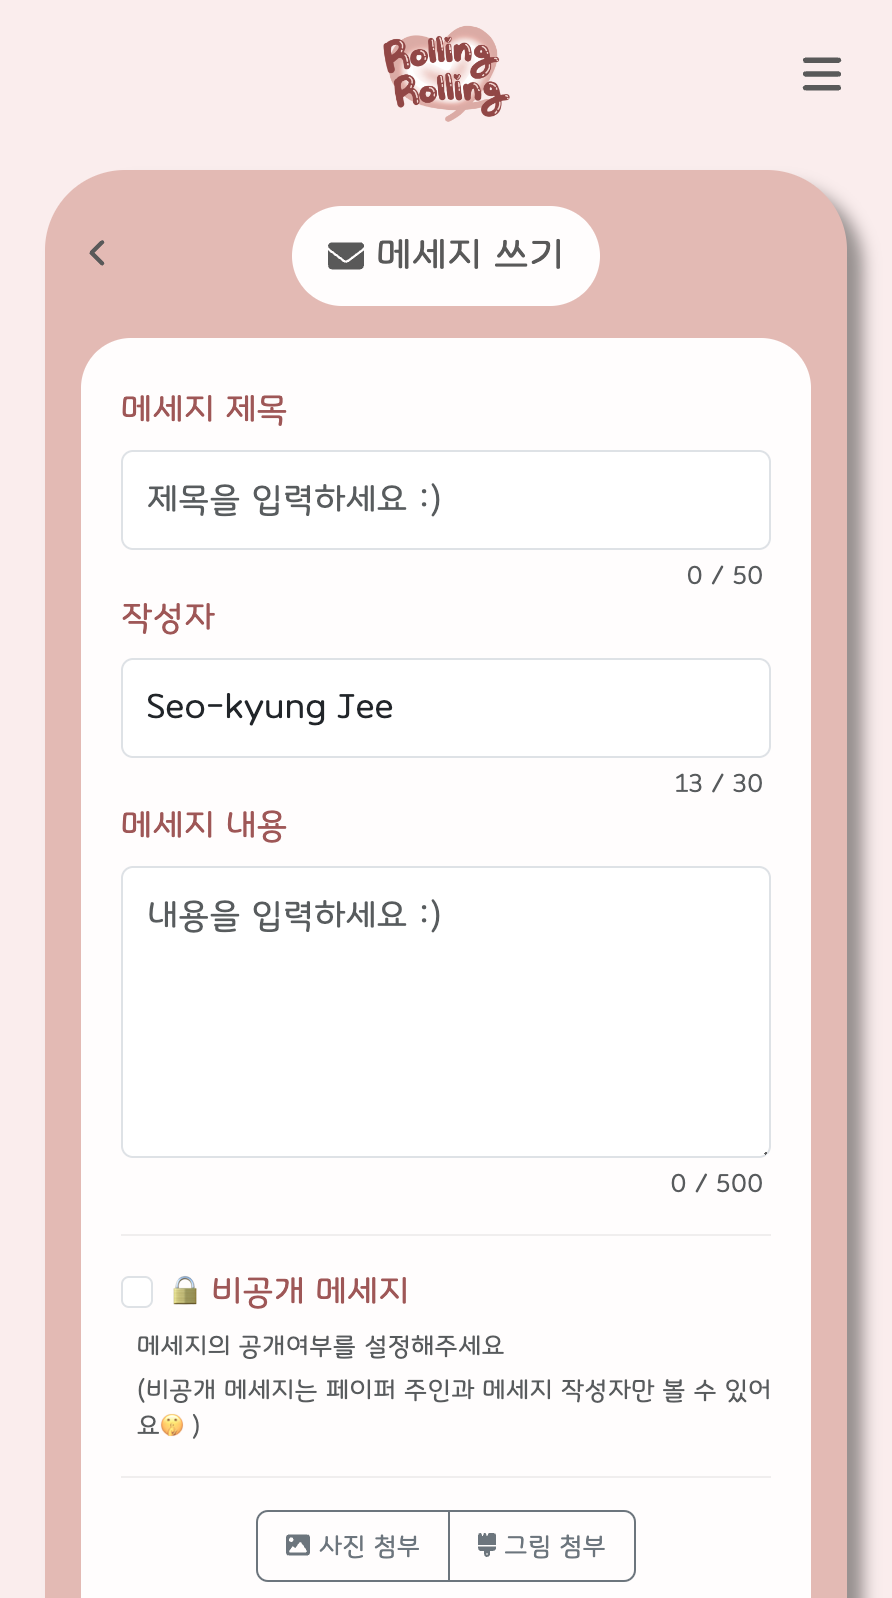 Rolling
Rolling
메세지 쓰기
메세지 제목
제목을 입력하세요 :)
0 / 50
작성자
Seo-kyung Jee
13 / 30
메세지 내용
내용을 입력하세요 :)
0 / 500
🔒 비공개 메세지
메세지의 공개여부를 설정해주세요
(비공개 메세지는 페이퍼 주인과 메세지 작성자만 볼 수 있어
요🤫 )
사진 첨부
그림 첨부